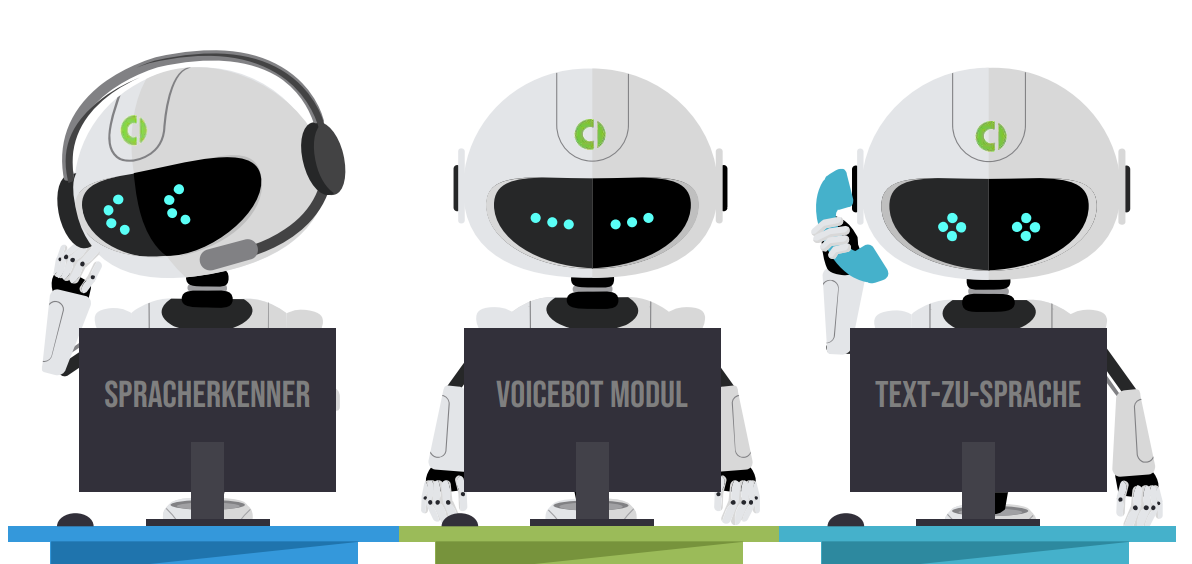 SPRACHERKENNER
VOICEBOT MODUL
TEXT-ZU-SPRACHE